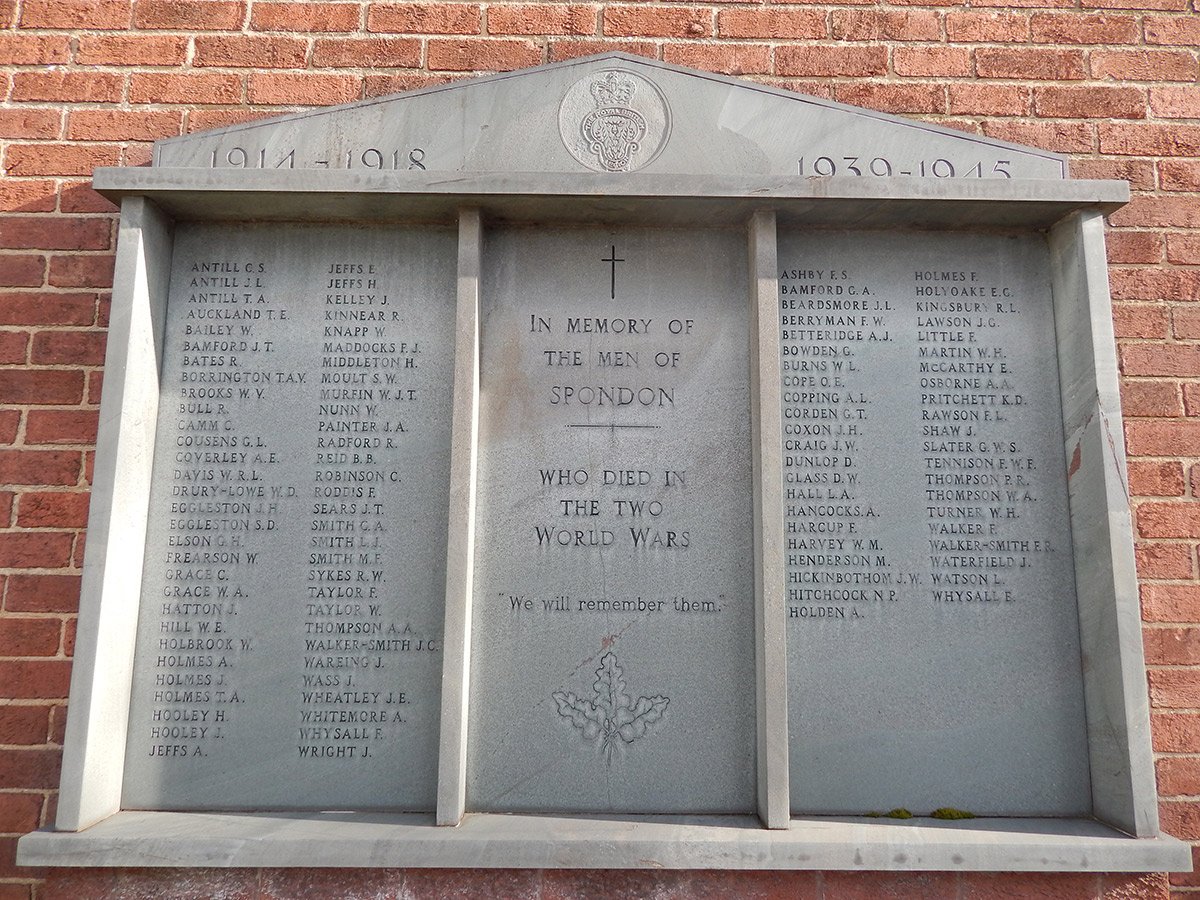 1914-1918
THE ROYAL BRITISH
1939-1945
ANTILL C.S.
ANTILL J.L.
ANTILL T.A.
AUCKLAND T.E.
BAILEY W.
BAMFORD J.T.
BATES R.
BORRINGTON T.A.V.
BROOKS W.V.
BULL R.
CAMM C.
COUSENS G.L.
COVERLEY A.E.
DAVIS W.R.L.
DRURY-LOWE W.D.
EGGLESTON J.H.
EGGLESTON S.D.
ELSON G.H.
FREARSON W.
GRACE C.
GRACE W.A.
HATTON J.
HILL W.E.
HOLBROOK W.
HOLMES A.
HOLMES J.
HOLMES T.A.
HOOLEY H.
HOOLEY J.
JEFFS A.
JEFFS E.
JEFFS H.
KELLEY J.
KINNEAR R.
KNAPP W.
MADDOCKS F.J.
MIDDLETON H.
MOULT S.W.
MURFIN W.J.T.
NUNN W.
PAINTER J.A.
RADFORD R.
REID B.B.
ROBINSON C.
RODDIS F.
SEARS J.T.
SMITH C.A.
SMITH L.J.
SMITH M.F.
SYKES R.W.
TAYLOR F.
TAYLOR W.
THOMPSON A.A.
WALKER-SMITH J.C.
WAREING J.
WASS J.
WHEATLEY J.E.
WHITEMORE A.
WHYSALL F.
WRIGHT J.
IN MEMORY OF
THE MEN OF
SPONDON
WHO DIED IN
THE TWO
WORLD WARS
"We will remember them."
ASHBY F.S.
BAMFORD G.A.
BEARDSMORE J.L.
BERRYMAN F.W.
BETTERIDGE A.J.
BOWDEN G.
BURNS W.L.
COPE O.E.
COPPING A.L.
CORDEN G.T.
COXON J.H.
CRAIG J.W.
DUNLOP D.
GLASS D.W.
HALL L.A.
HANCOCKS.A.
HARCUP F.
HARVEY W.M.
HENDERSON M.
HICKINBOTHOM J.W.
HITCHCOCK N.P.
HOLDEN A.
HOLMES F.
HOLYOAKE E.G.
KINGSBURY R.L.
LAWSON J.G.
LITTLE F.
MARTIN W.H.
McCARTHY E.
OSBORNE A.A.
PRITCHETT K.D.
RAWSON F.L.
SHAW J.
SLATER G.W.S.
TENNISON F.W.F.
THOMPSON P.R.
THOMPSON W.A.
TURNER W.H.
WALKER F.
WALKER-SMITH F.R.
WATERFIELD J.
WATSON L.
WHYSALL E.